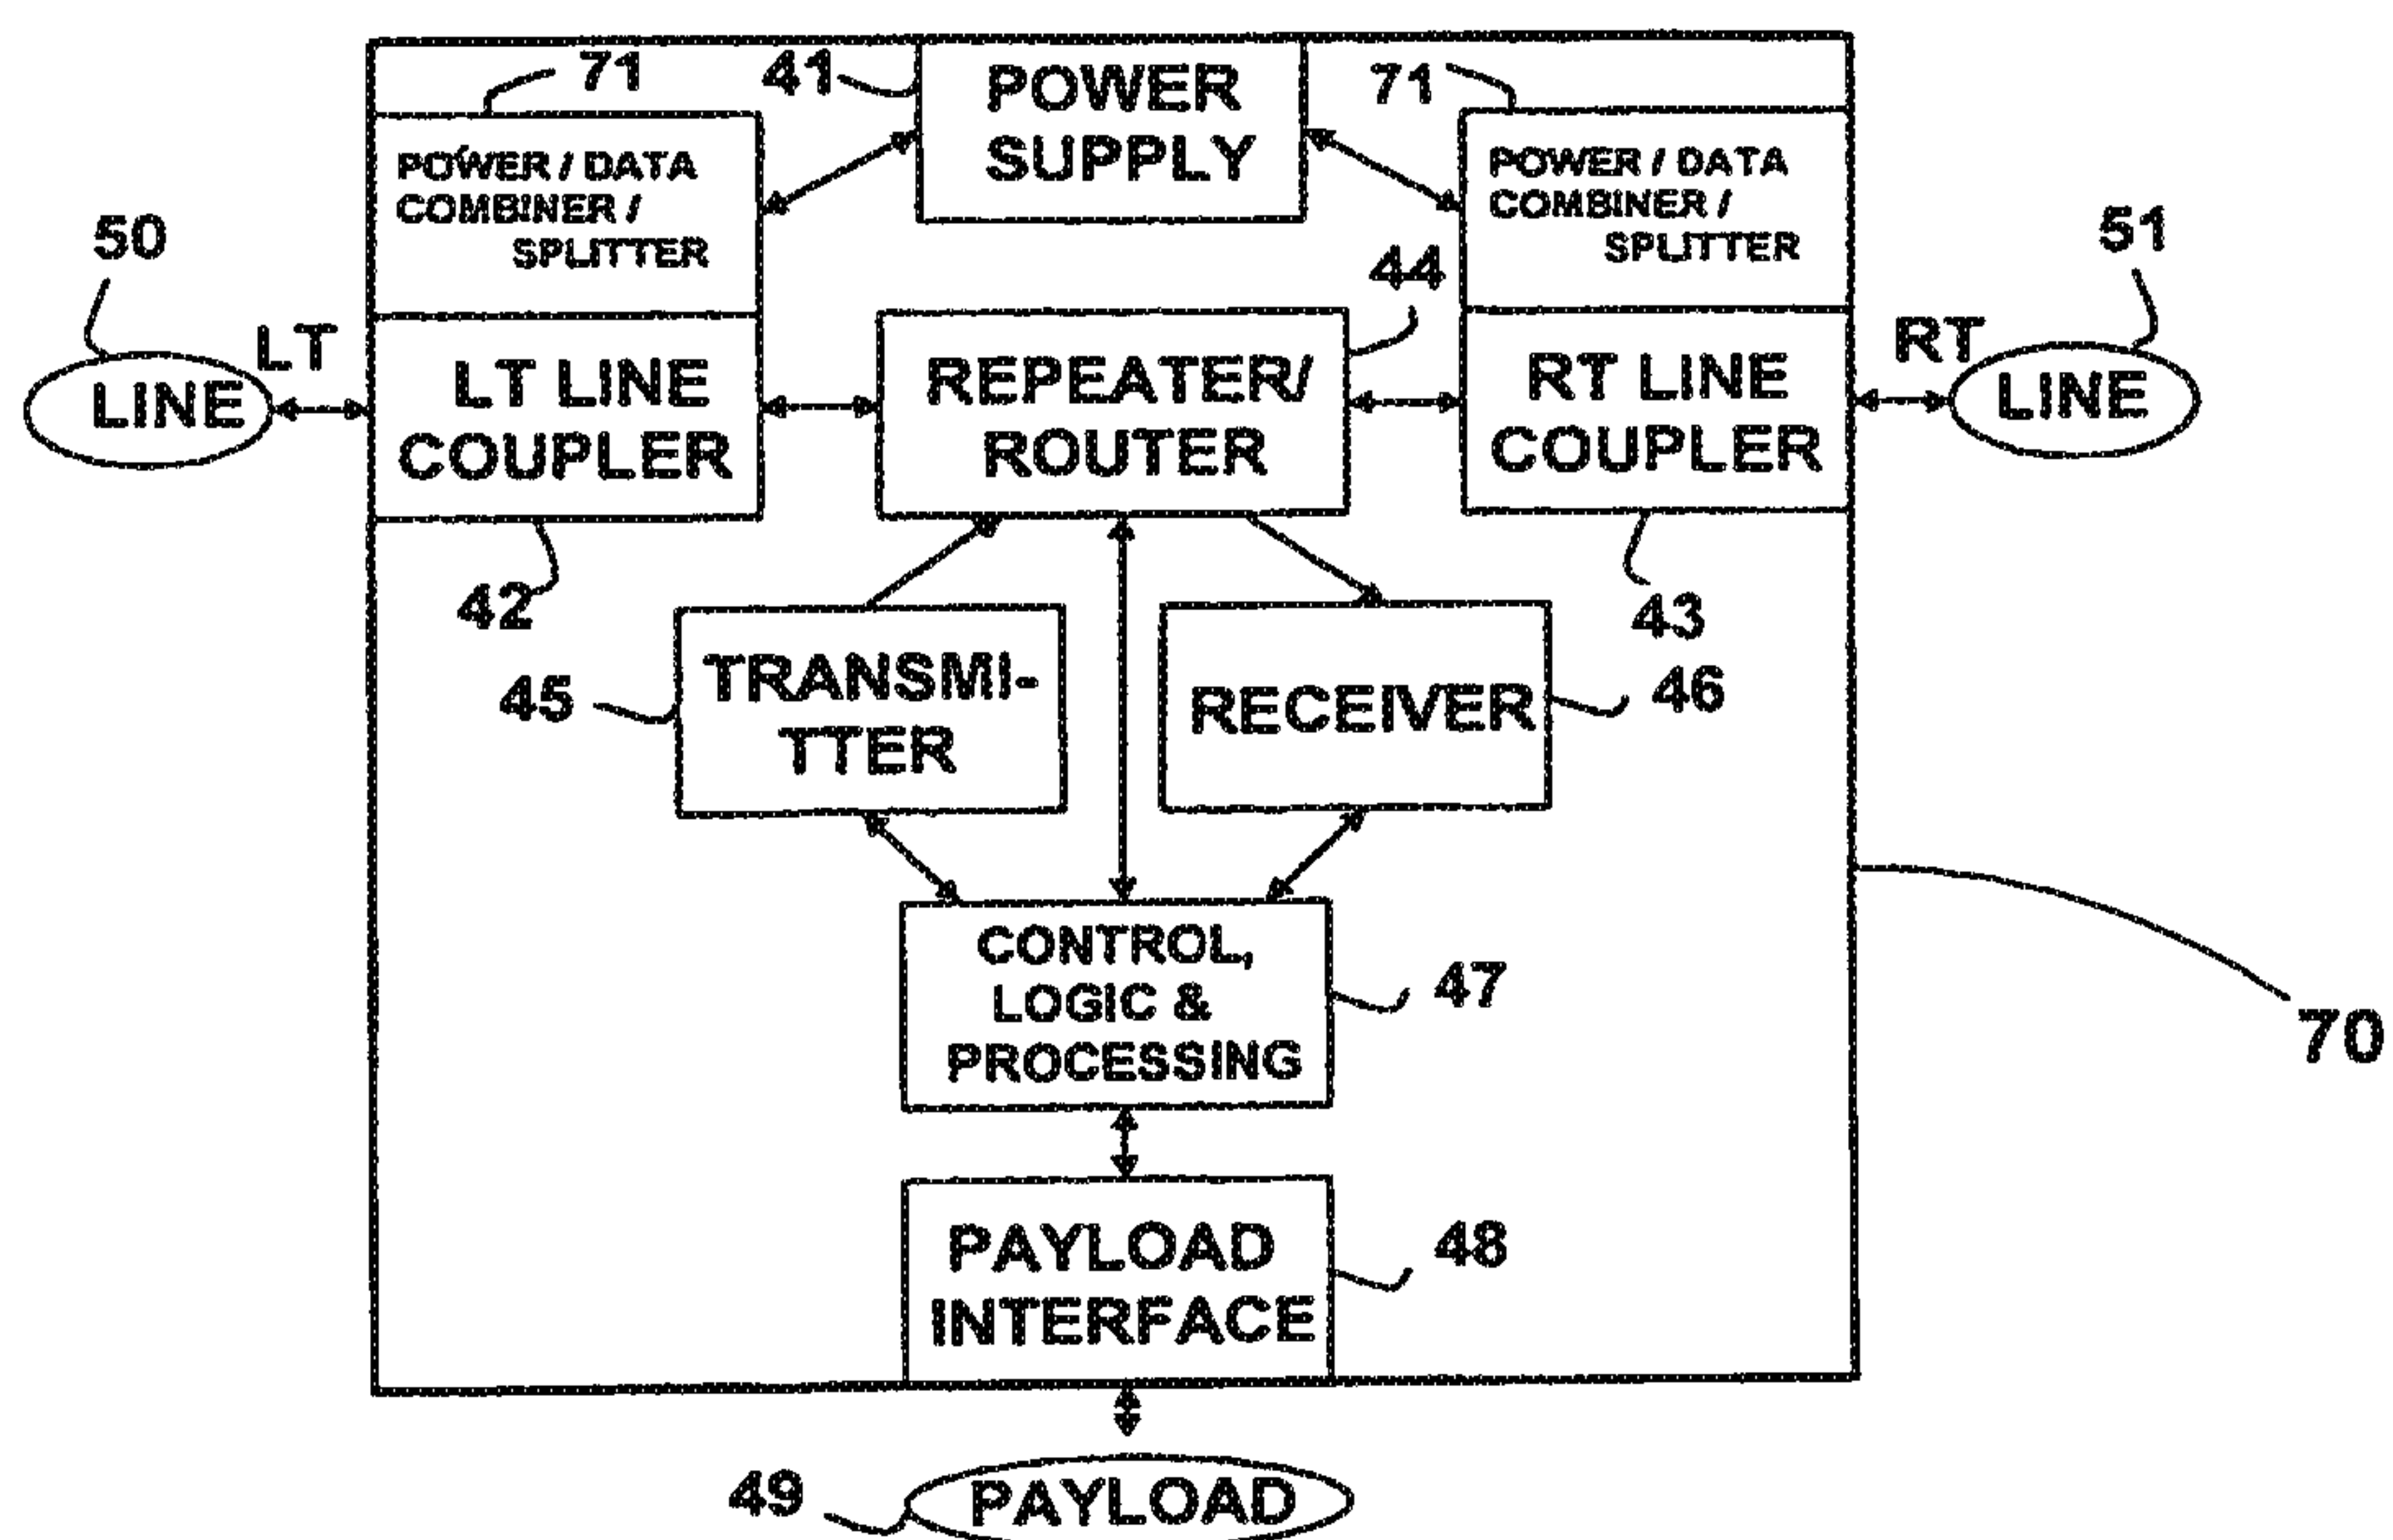 71
41
POWER
SUPPLY
71
POWER / DATA
COMBINER /
SPLITTER
POWER / DATA
COMBINER /
SPLITTER
50
LINE
LT
LT LINE
COUPLER
44
REPEATER/
ROUTER
RT LINE
COUPLER
RT
51
LINE
42
43
45
TRANSMI-
TTER
RECEIVER
46
CONTROL,
LOGIC &
PROCESSING
47
70
PAYLOAD
INTERFACE
48
49
PAYLOAD